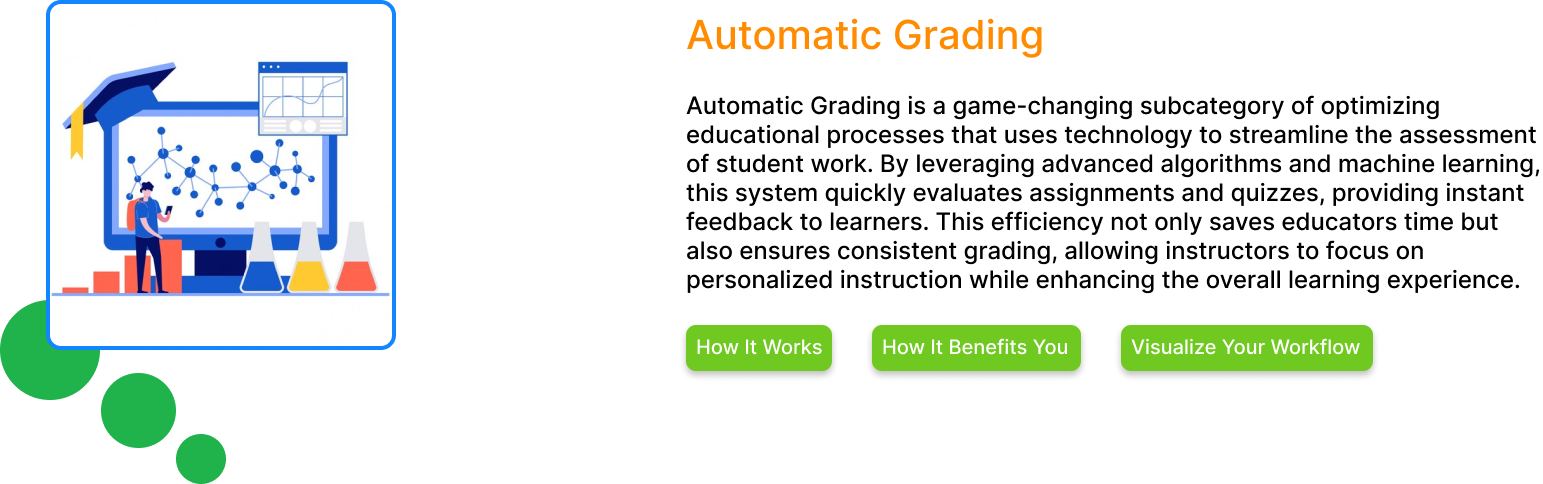 Automatic Grading
Automatic Grading is a game-changing subcategory of optimizing
educational processes that uses technology to streamline the assessment
of student work. By leveraging advanced algorithms and machine learning,
this system quickly evaluates assignments and quizzes, providing instant
feedback to learners. This efficiency not only saves educators time but
also ensures consistent grading, allowing instructors to focus on
personalized instruction while enhancing the overall learning experience.
How It Works
How It Benefits You
Visualize Your Workflow